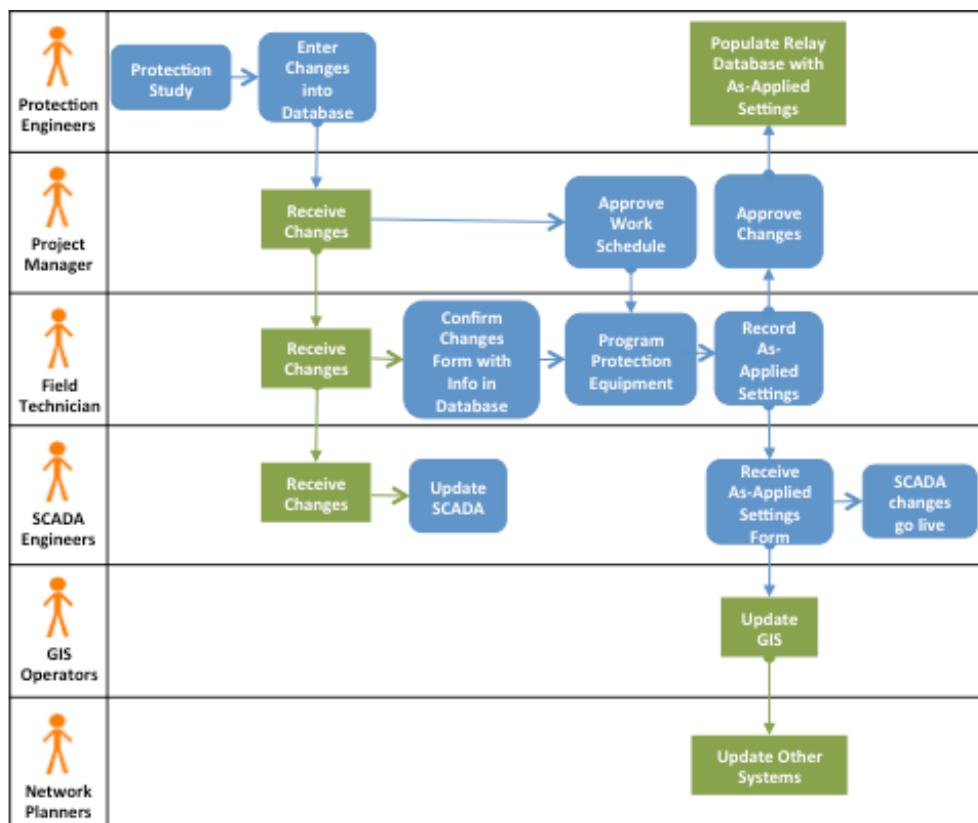 Protection
Engineers
Protection
Study
Enter
Changes
into
Database
Populate Relay
Database with
As-Applied
Settings
Project
Manager
Receive
Changes
Approve
Work
Schedule
Approve
Changes
Field
Technician
Receive
Changes
Confirm
Changes
Form with
Info in
Database
Program
Protection
Equipment
Record
As-
Applied
Settings
SCADA
Engineers
Receive
Changes
Update
SCADA
Receive
As-Applied
Settings
Form
SCADA
changes
go live
GIS
Operators
Update
GIS
Network
Planners
Update Other
Systems